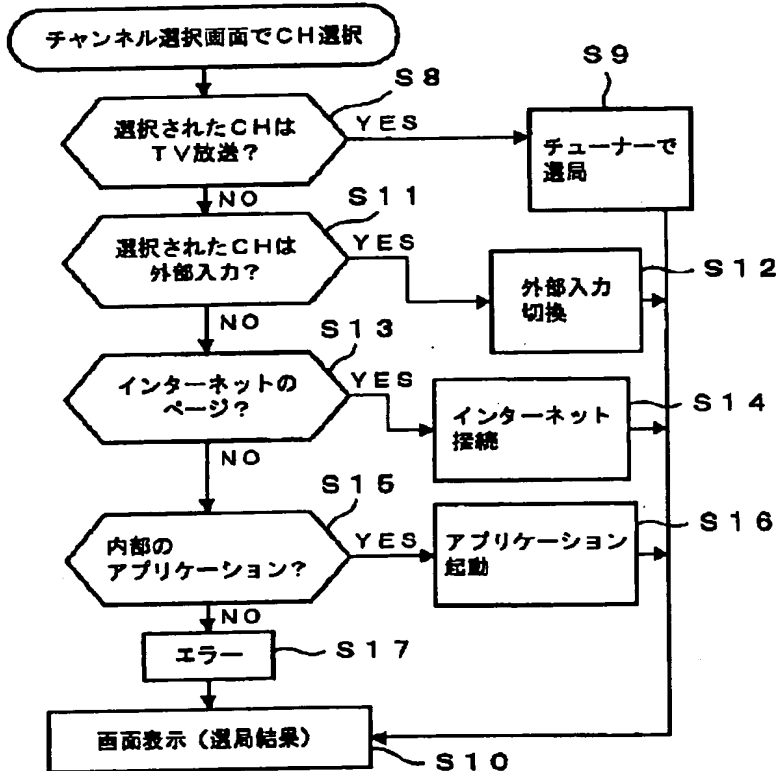 チャンネル選択画面でCH選択
S8
S9
選択されたCHは
TV放送?
YES
チューナーで
選局
NO
S11
選択されたCHは
外部入力?
YES
外部入力
切換
S12
NO
S13
インターネットの
ページ?
YES
インターネット
接続
S14
NO
S15
内部の
アプリケーション?
YES
アプリケーション
起動
S16
NO
エラー
S17
画面表示(選局結果)
S10